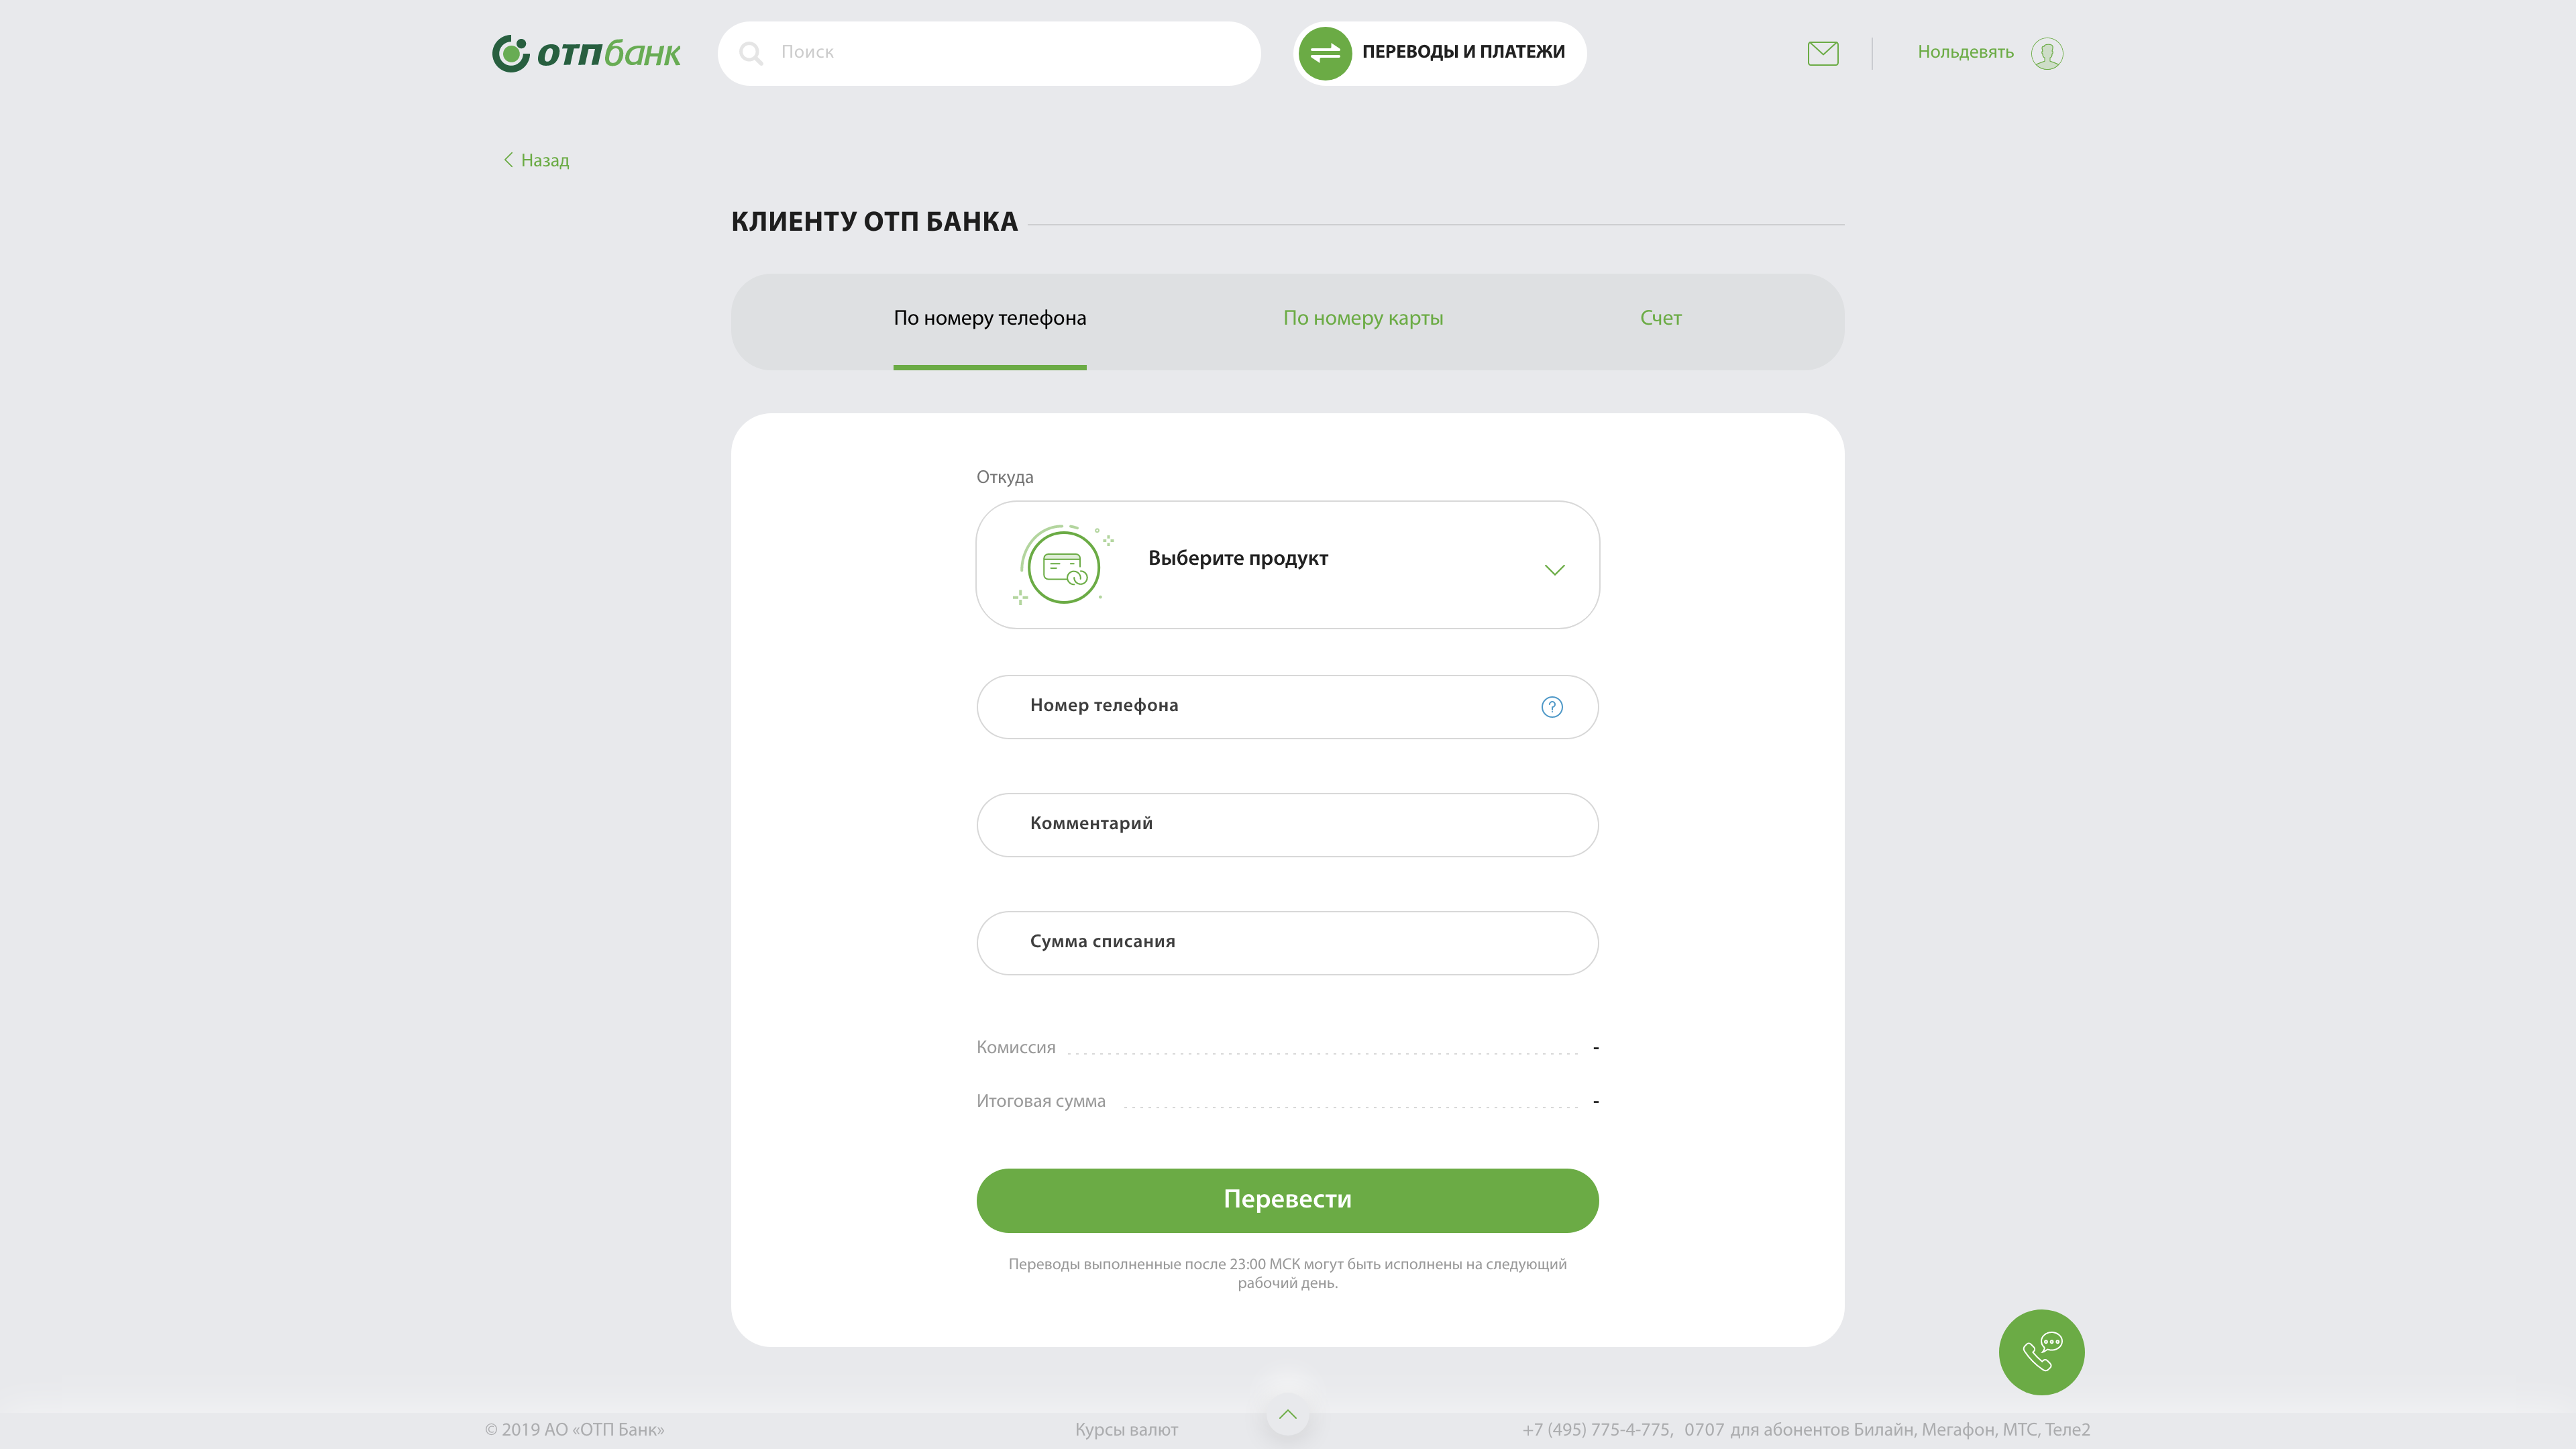 отпбанк
Поиск
ПЕРЕВОДЫ И ПЛАТЕЖИ
Нольдевять
Назад
КЛИЕНТУ ОТП БАНКА
По номеру телефона
По номеру карты
Счет
Откуда
Выберите продукт
Номер телефона
?
Комментарий
Сумма списания
Комиссия -
Итоговая сумма -
Перевести
Переводы выполненные после 23:00 МСК могут быть исполнены на следующий
рабочий день.
© 2019 АО «ОТП Банк»
Курсы валют
+7 (495) 775-4-775, 0707 для абонентов Билайн, Мегафон, МТС, Теле2